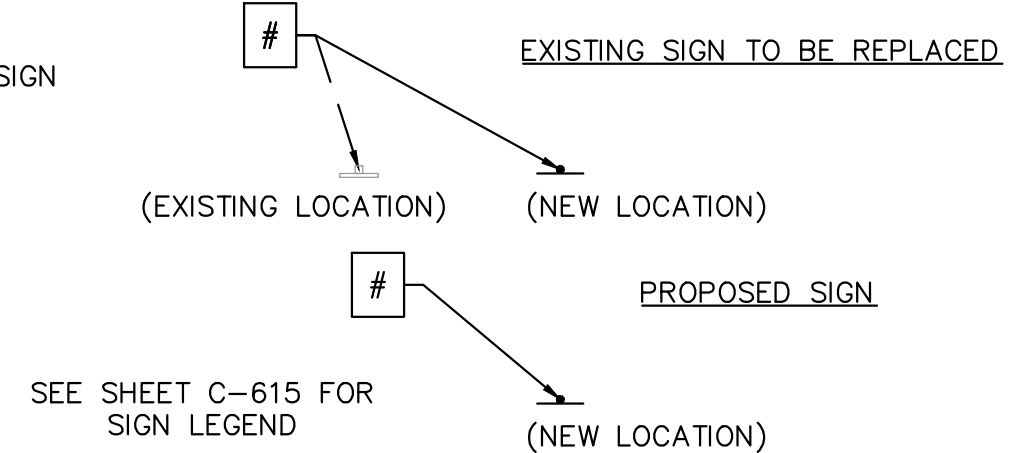 #
EXISTING SIGN TO BE REPLACED
SIGN
(EXISTING LOCATION)
(NEW LOCATION)
#
PROPOSED SIGN
SEE SHEET C-615 FOR
SIGN LEGEND
(NEW LOCATION)